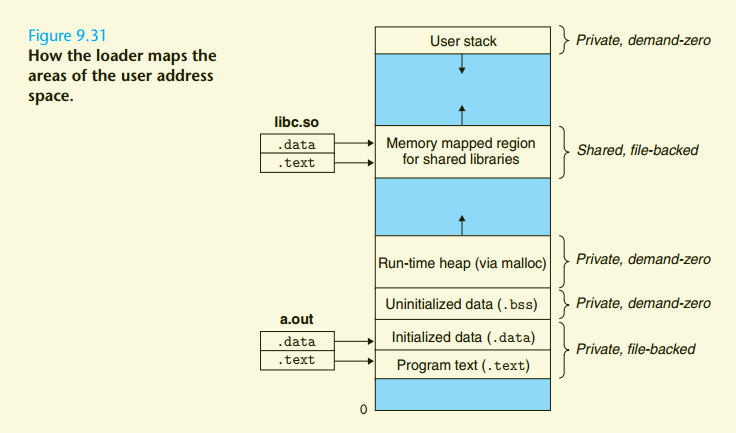 Figure 9.31
How the loader maps the
areas of the user address
space.
User stack
Private, demand-zero
libc.so
.data
.text
Memory mapped region
for shared libraries
Shared, file-backed
Run-time heap (via malloc)
Private, demand-zero
Uninitialized data (.bss)
Private, demand-zero
a.out
.data
.text
Initialized data (.data)
Program text (.text)
Private, file-backed
0